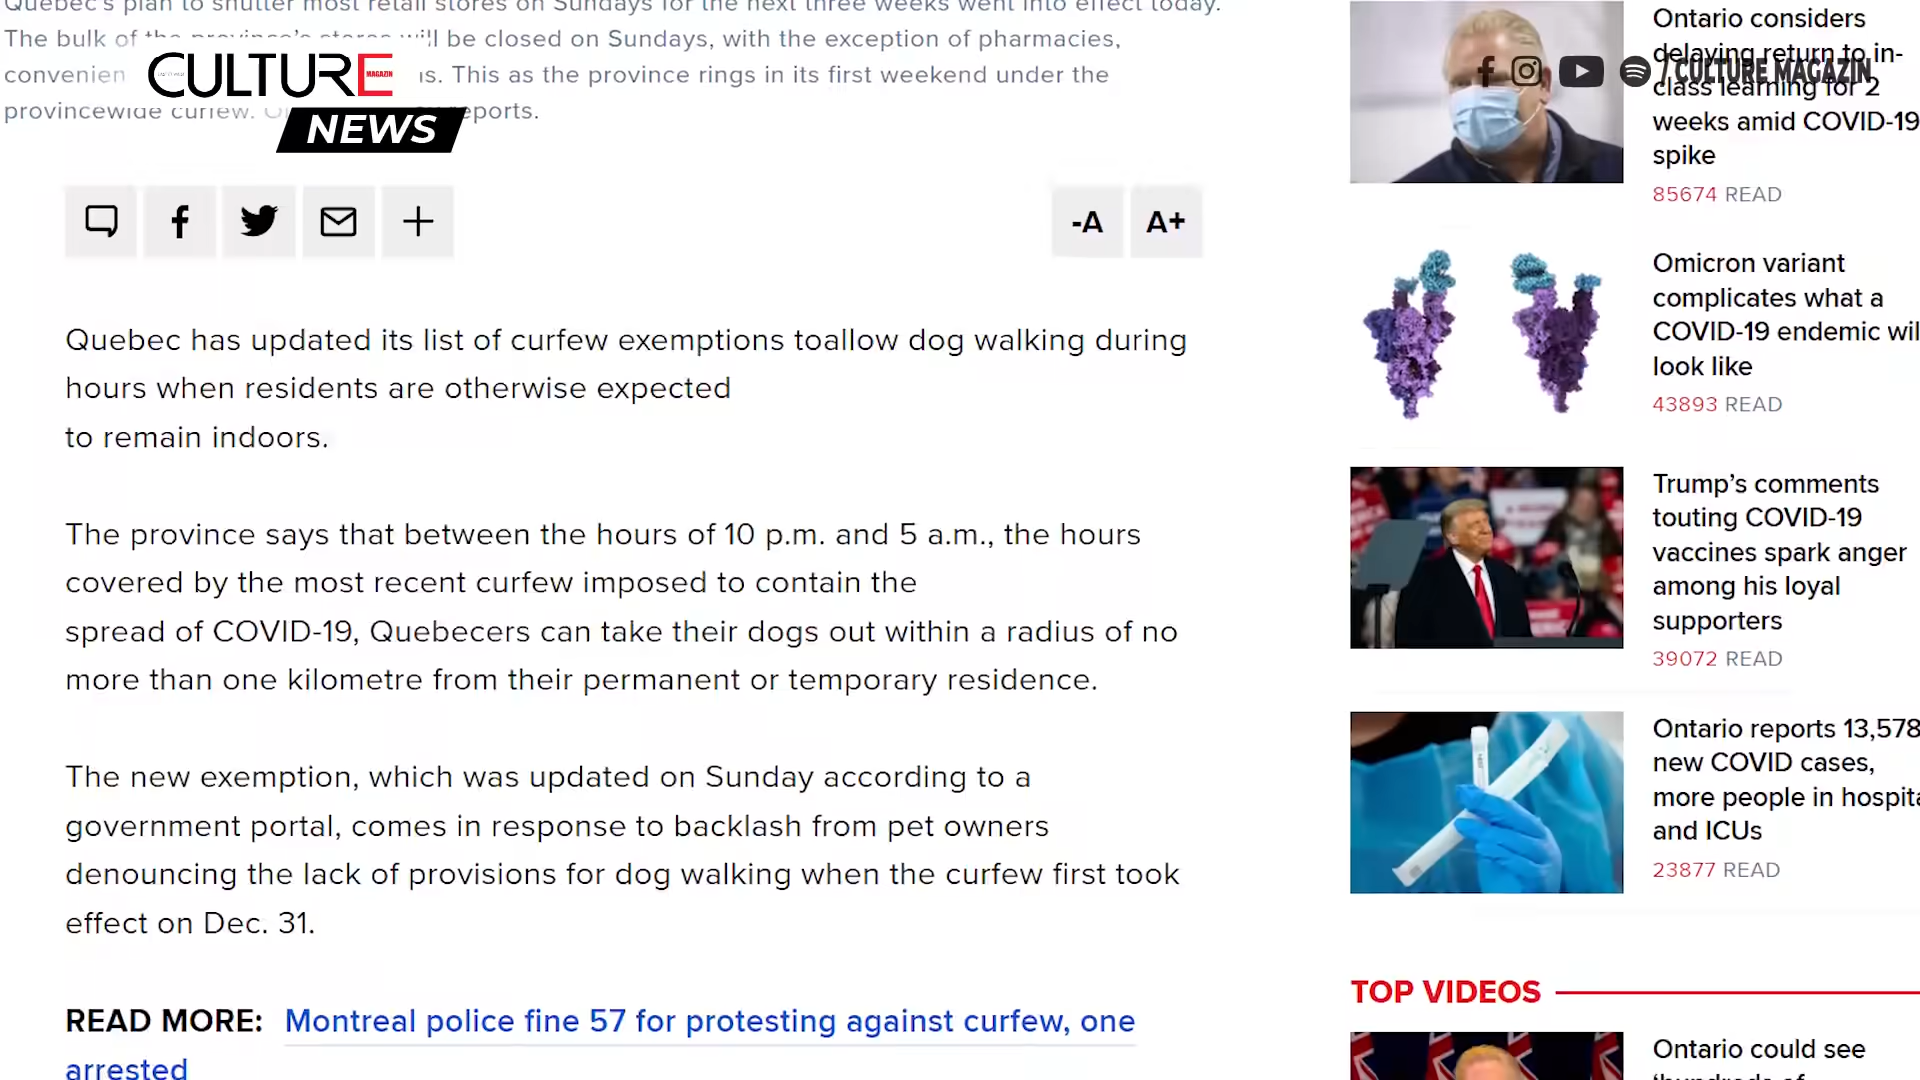 Quebec's plan to shutter most retail stores on Sundays for the next three weeks went into effect today.
The bulk of the province's stores will be closed on Sundays, with the exception of pharmacies,
convenien
s. This as the province rings in its first weekend under the
provincewide curfew.
reports.
CULTURE
MAGAZIN
NEWS
/ CULTURE MAGAZIN
-A
A+
Quebec has updated its list of curfew exemptions toallow dog walking during
hours when residents are otherwise expected
to remain indoors.
The province says that between the hours of 10 p.m. and 5 a.m., the hours
covered by the most recent curfew imposed to contain the
spread of COVID-19, Quebecers can take their dogs out within a radius of no
more than one kilometre from their permanent or temporary residence.
The new exemption, which was updated on Sunday according to a
government portal, comes in response to backlash from pet owners
denouncing the lack of provisions for dog walking when the curfew first took
effect on Dec. 31.
READ MORE: Montreal police fine 57 for protesting against curfew, one
arrested
Ontario considers
delaying return to in-
class learning for 2
weeks amid COVID-19
spike
85674 READ
Omicron variant
complicates what a
COVID-19 endemic wil
look like
43893 READ
Trump's comments
touting COVID-19
vaccines spark anger
among his loyal
supporters
39072 READ
Ontario reports 13,578
new COVID cases,
more people in hospita
and ICUs
23877 READ
TOP VIDEOS
Ontario could see
'hundreds of